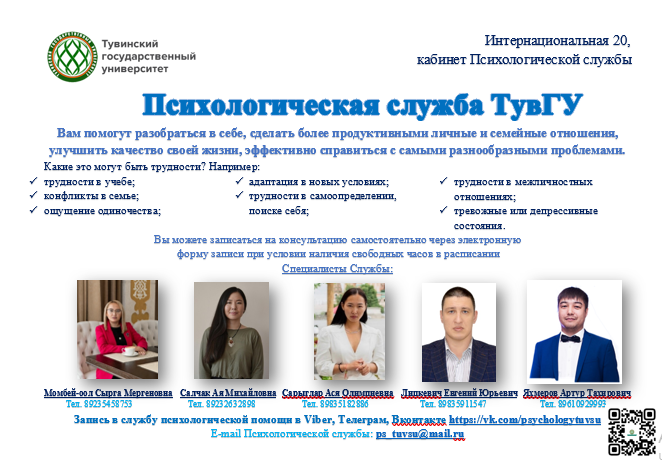 Тувинский
государственный
университет
Интернациональная 20,
кабинет Психологической службы
Психологическая служба ТувГУ
Вам помогут разобраться в себе, сделать более продуктивными личные и семейные отношения,
улучшить качество своей жизни, эффективно справиться с самыми разнообразными проблемами.
Какие это могут быть трудности? Например:
✓ трудности в учебе;
✓ конфликты в семье;
✓ ощущение одиночества;
✓ адаптация в новых условиях;
✓ трудности в самоопределении,
поиске себя;
✓ трудности в межличностных
отношениях;
✓ тревожные или депрессивные
состояния.
Вы можете записаться на консультацию самостоятельно через электронную
форму записи при условии наличия свободных часов в расписании
Специалисты Службы:
Момбей-оол Сырга Мергеновна
Тел. 89235458753
Салчак Ая Михайловна
Тел. 89232632898
Сарыглар Ася Олимпиевна
Тел. 89835182886
Липкевич Евгений Юрьевич
Тел. 89835911547
Яхмеров Артур Тахирович
Тел. 89610929993
Запись в службу психологической помощи в Viber, Телеграм, Вконтакте https://vk.com/psychologytuvsu
E-mail Психологической службы: ps_tuvsu@mail.ru